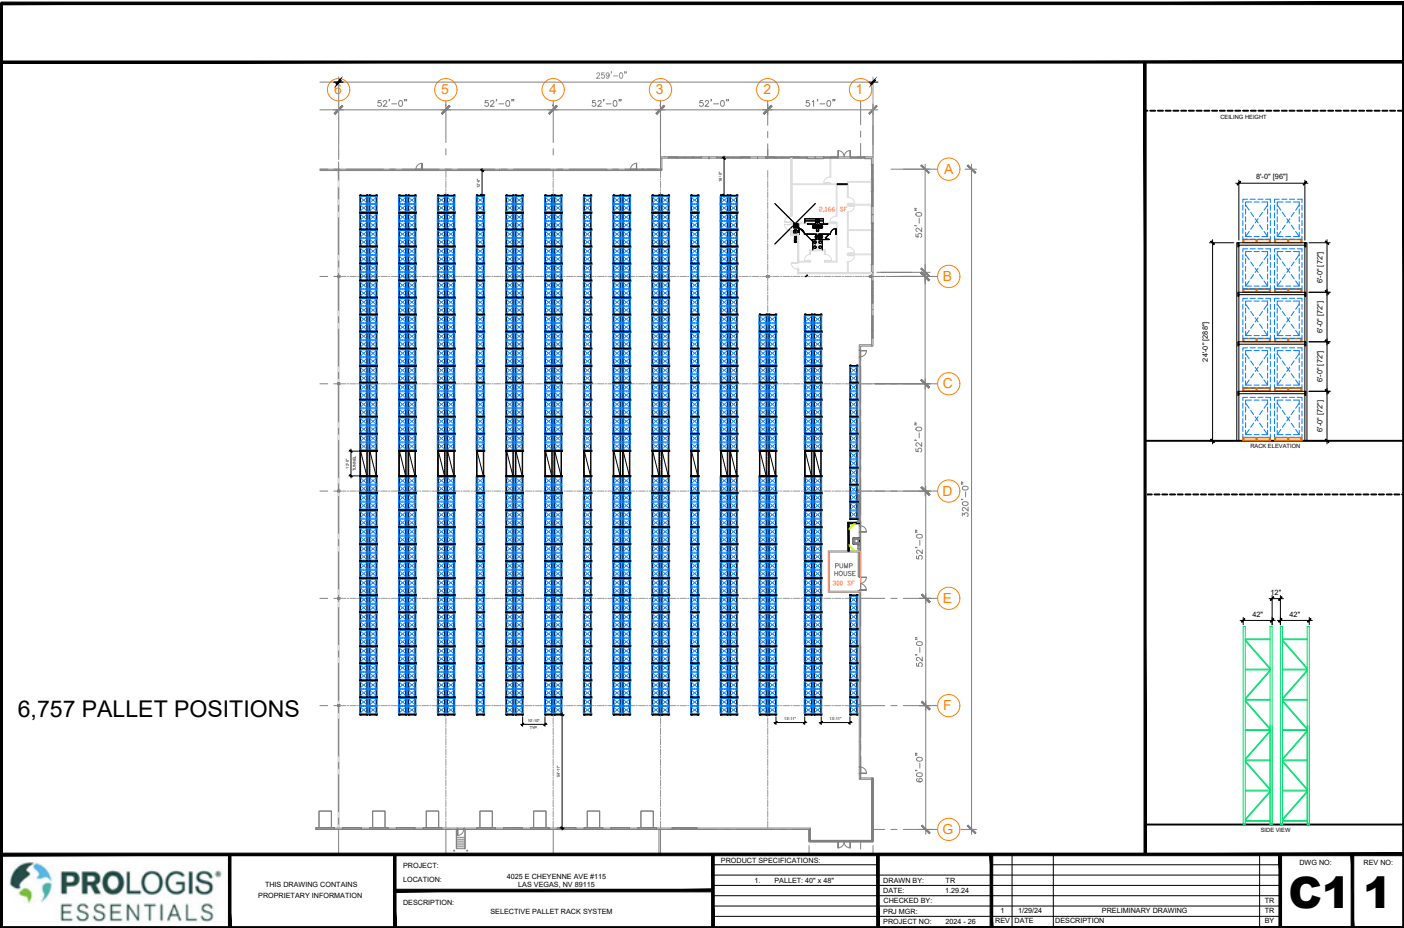 259'-0"
6
5
4
3
2
1
52'-0"
52'-0"
52'-0"
52'-0"
51'-0"
A
B
C
D
E
F
G
52'-0"
52'-0"
52'-0"
52'-0"
60'-0"
320'-0"
2,166 SF
PUMP
HOUSE
300 SF
TYP
6,757 PALLET POSITIONS
CEILING HEIGHT
8'-0" [96"]
24'-0" [288"]
6'-0" [72"]
6'-0" [72"]
6'-0" [72"]
6'-0" [72"]
RACK ELEVATION
12"
42"
42"
SIDE VIEW
PROLOGIS®
ESSENTIALS
THIS DRAWING CONTAINS
PROPRIETARY INFORMATION
PROJECT:
LOCATION:
4025 E CHEYENNE AVE #115
LAS VEGAS, NV 89115
DESCRIPTION:
SELECTIVE PALLET RACK SYSTEM
PRODUCT SPECIFICATIONS:
1. PALLET: 40" x 48"
DRAWN BY: TR
DATE: 1.29.24
CHECKED BY:
PRJ MGR:
PROJECT NO: 2024 - 26
TR
1 1/29/24 PRELIMINARY DRAWING TR
REV DATE DESCRIPTION BY
DWG NO:
C1
REV NO:
1